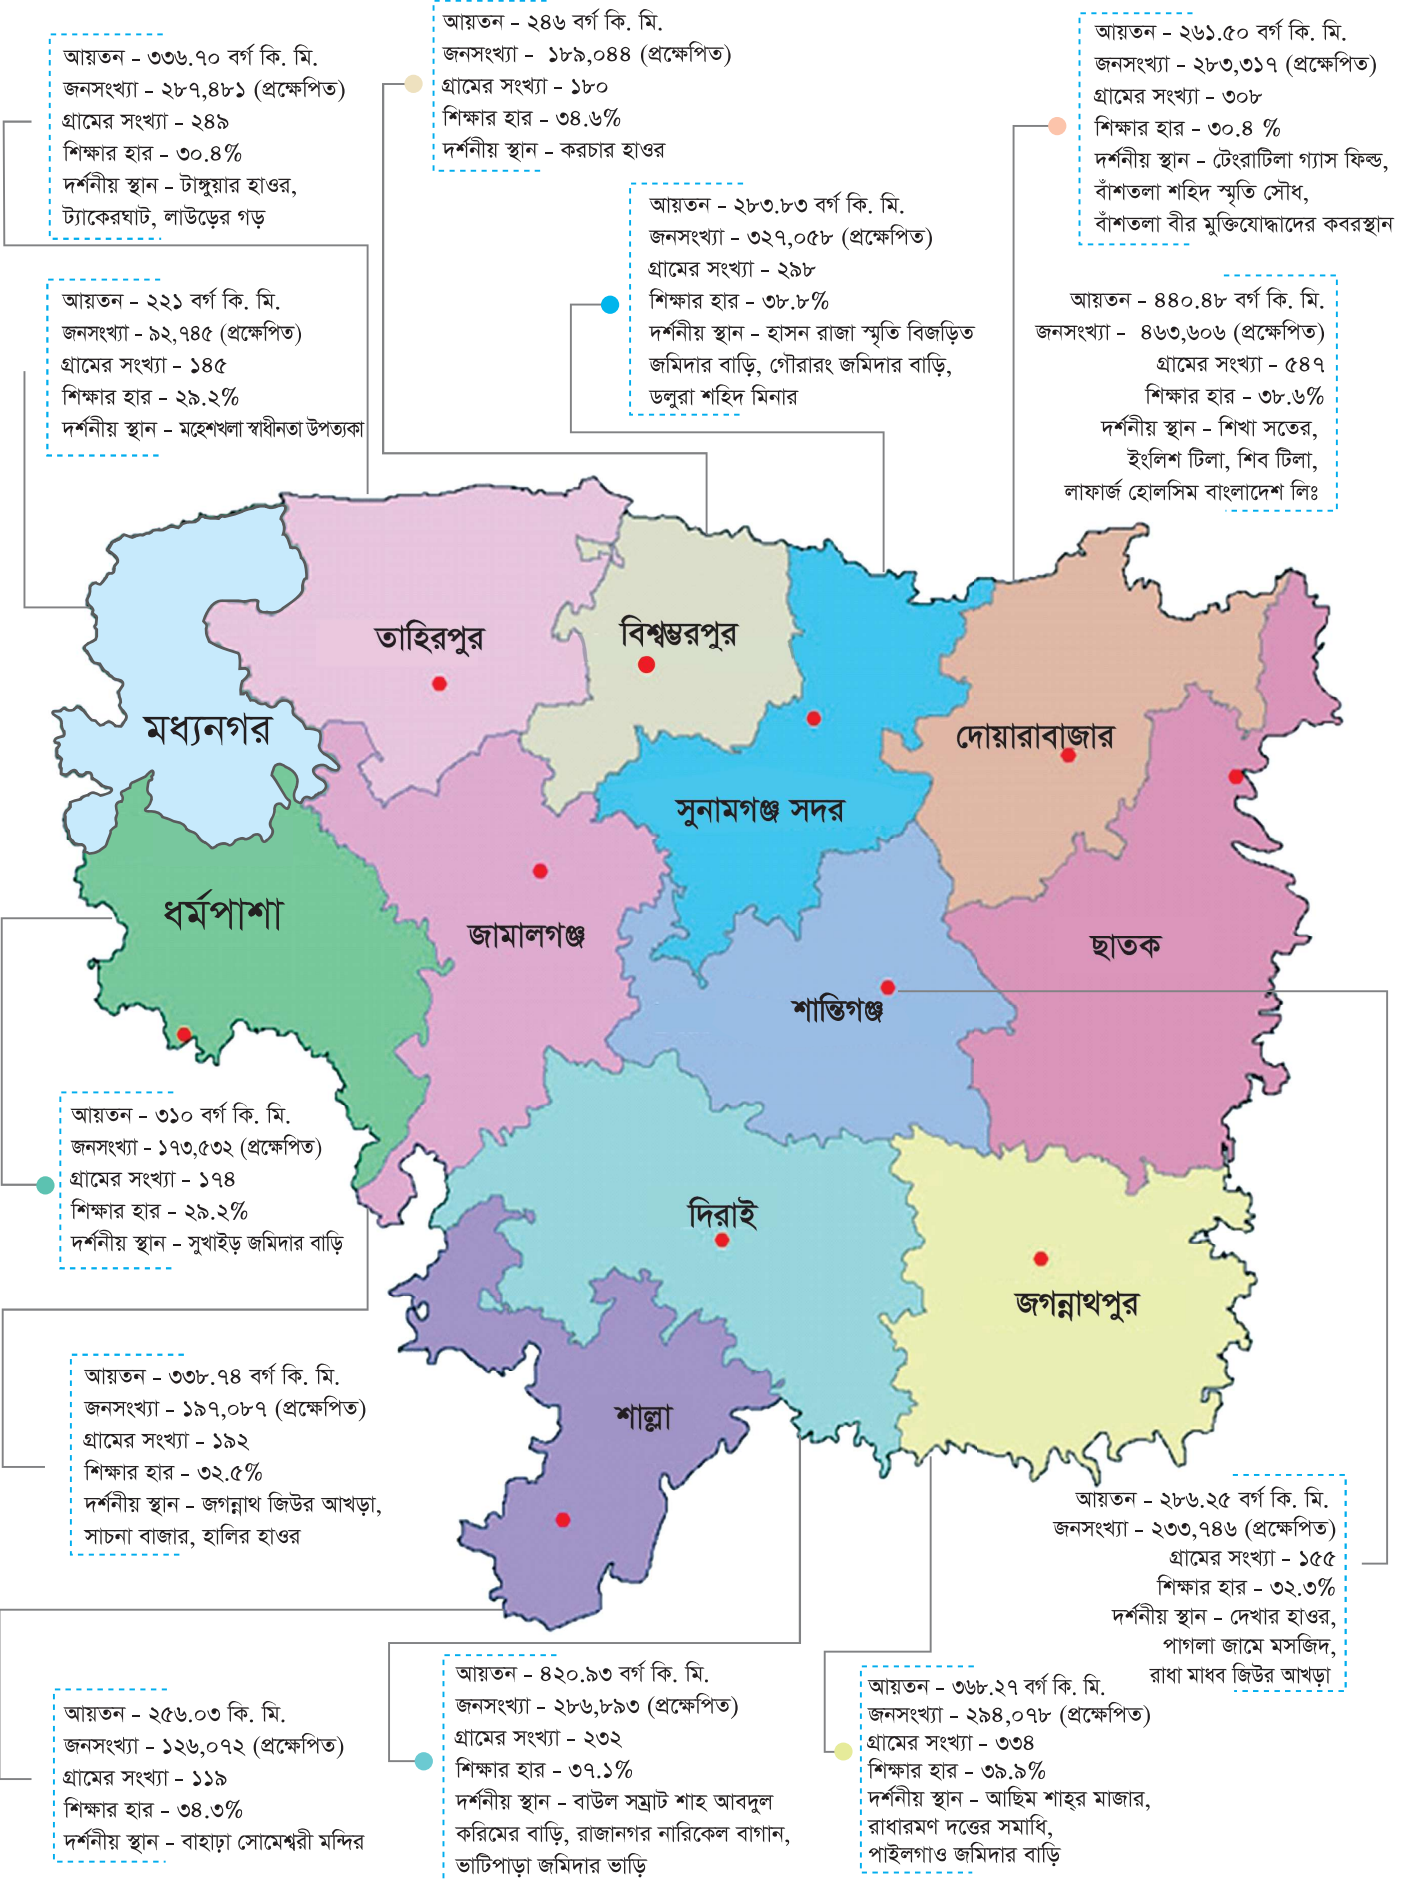 আয়তন - ২৪৬ বর্গ কি. মি.
জনসংখ্যা - ১৮৯,০৪৪ (প্রক্ষেপিত)
গ্রামের সংখ্যা - ১৮০
শিক্ষার হার - ৩৪.৬%
দর্শনীয় স্থান - করচার হাওর
আয়তন - ৩৩৬.৭০ বর্গ কি. মি.
জনসংখ্যা - ২৮৭,৪৮১ (প্রক্ষেপিত)
গ্রামের সংখ্যা - ২৪৯
শিক্ষার হার - ৩০.৪%
দর্শনীয় স্থান - টাঙ্গুয়ার হাওর,
ট্যাকেরঘাট, লাউড়ের গড়
আয়তন - ২৬১.৫০ বর্গ কি. মি.
জনসংখ্যা - ২৮৩,৩১৭ (প্রক্ষেপিত)
গ্রামের সংখ্যা - ৩০৮
শিক্ষার হার - ৩০.৪ %
দর্শনীয় স্থান - টেংরাটিলা গ্যাস ফিল্ড,
বাঁশতলা শহিদ স্মৃতি সৌধ,
বাঁশতলা বীর মুক্তিযোদ্ধাদের কবরস্থান
আয়তন - ২৮৩.৮৩ বর্গ কি. মি.
জনসংখ্যা - ৩২৭,০৫৮ (প্রক্ষেপিত)
গ্রামের সংখ্যা - ২৯৮
শিক্ষার হার - ৩৮.৮%
দর্শনীয় স্থান - হাসন রাজা স্মৃতি বিজড়িত
জমিদার বাড়ি, গৌরারং জমিদার বাড়ি,
ডলুরা শহিদ মিনার
আয়তন - ২২১ বর্গ কি. মি.
জনসংখ্যা - ৯২,৭৪৫ (প্রক্ষেপিত)
গ্রামের সংখ্যা - ১৪৫
শিক্ষার হার - ২৯.২%
দর্শনীয় স্থান - মহেশখলা স্বাধীনতা উপত্যকা
আয়তন - ৪৪০.৪৮ বর্গ কি. মি.
জনসংখ্যা - ৪৬৩,৬০৬ (প্রক্ষেপিত)
গ্রামের সংখ্যা - ৫৪৭
শিক্ষার হার - ৩৮.৬%
দর্শনীয় স্থান - শিখা সতের,
ইংলিশ টিলা, শিব টিলা,
লাফার্জ হোলসিম বাংলাদেশ লিঃ
তাহিরপুর
বিশ্বম্ভরপুর
মধ্যনগর
দোয়ারাবাজার
সুনামগঞ্জ সদর
ধর্মপাশা
জামালগঞ্জ
ছাতক
শান্তিগঞ্জ
দিরাই
জগন্নাথপুর
শাল্লা
আয়তন - ৩১০ বর্গ কি. মি.
জনসংখ্যা - ১৭৩,৫৩২ (প্রক্ষেপিত)
গ্রামের সংখ্যা - ১৭৪
শিক্ষার হার - ২৯.২%
দর্শনীয় স্থান - সুখাইড় জমিদার বাড়ি
আয়তন - ৩৩৮.৭৪ বর্গ কি. মি.
জনসংখ্যা - ১৯৭,০৮৭ (প্রক্ষেপিত)
গ্রামের সংখ্যা - ১৯২
শিক্ষার হার - ৩২.৫%
দর্শনীয় স্থান - জগন্নাথ জিউর আখড়া,
সাচনা বাজার, হালির হাওর
আয়তন - ২৮৬.২৫ বর্গ কি. মি.
জনসংখ্যা - ২৩৩,৭৪৬ (প্রক্ষেপিত)
গ্রামের সংখ্যা - ১৫৫
শিক্ষার হার - ৩২.৩%
দর্শনীয় স্থান - দেখার হাওর,
পাগলা জামে মসজিদ,
রাধা মাধব জিউর আখড়া
আয়তন - ২৫৬.০৩ কি. মি.
জনসংখ্যা - ১২৬,০৭২ (প্রক্ষেপিত)
গ্রামের সংখ্যা - ১১৯
শিক্ষার হার - ৩৪.৩%
দর্শনীয় স্থান - বাহাঢ়া সোমেশ্বরী মন্দির
আয়তন - ৪২০.৯৩ বর্গ কি. মি.
জনসংখ্যা - ২৮৬,৮৯৩ (প্রক্ষেপিত)
গ্রামের সংখ্যা - ২৩২
শিক্ষার হার - ৩৭.১%
দর্শনীয় স্থান - বাউল সম্রাট শাহ আবদুল
করিমের বাড়ি, রাজানগর নারিকেল বাগান,
ভাটিপাড়া জমিদার ভাড়ি
আয়তন - ৩৬৮.২৭ বর্গ কি. মি.
জনসংখ্যা - ২৯৪,০৭৮ (প্রক্ষেপিত)
গ্রামের সংখ্যা - ৩৩৪
শিক্ষার হার - ৩৯.৯%
দর্শনীয় স্থান - আছিম শাহ্‌র মাজার,
রাধারমণ দত্তের সমাধি,
পাইলগাও জমিদার বাড়ি